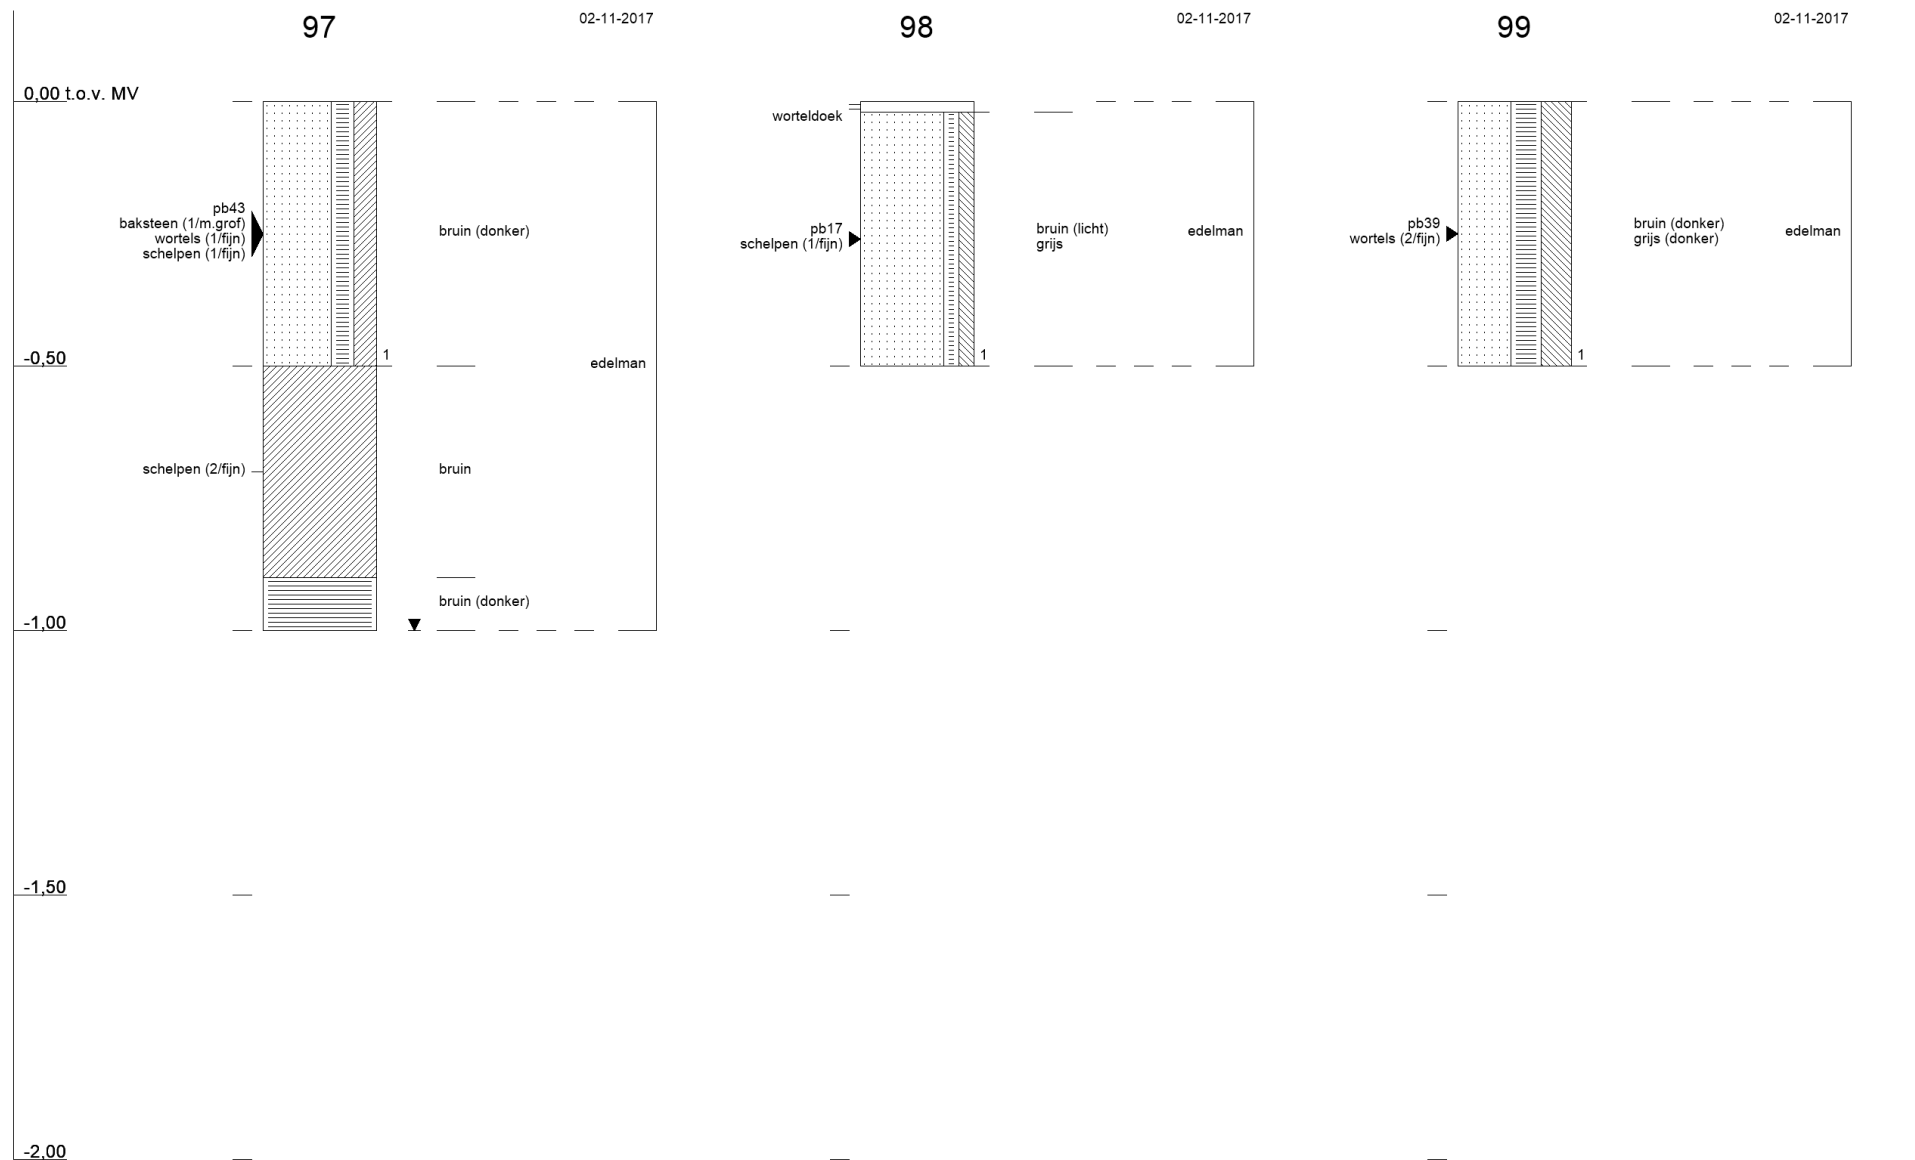 97
02-11-2017
98
02-11-2017
99
02-11-2017
0,00 t.o.v. MV
-0,50
-1,00
-1,50
-2,00
pb43
baksteen (1/m.grof)
wortels (1/fijn)
schelpen (1/fijn)
bruin (donker)
1
edelman
schelpen (2/fijn)
bruin
bruin (donker)
worteldoek
pb17
schelpen (1/fijn)
bruin (licht)
grijs
edelman
1
pb39
wortels (2/fijn)
bruin (donker)
grijs (donker)
edelman
1